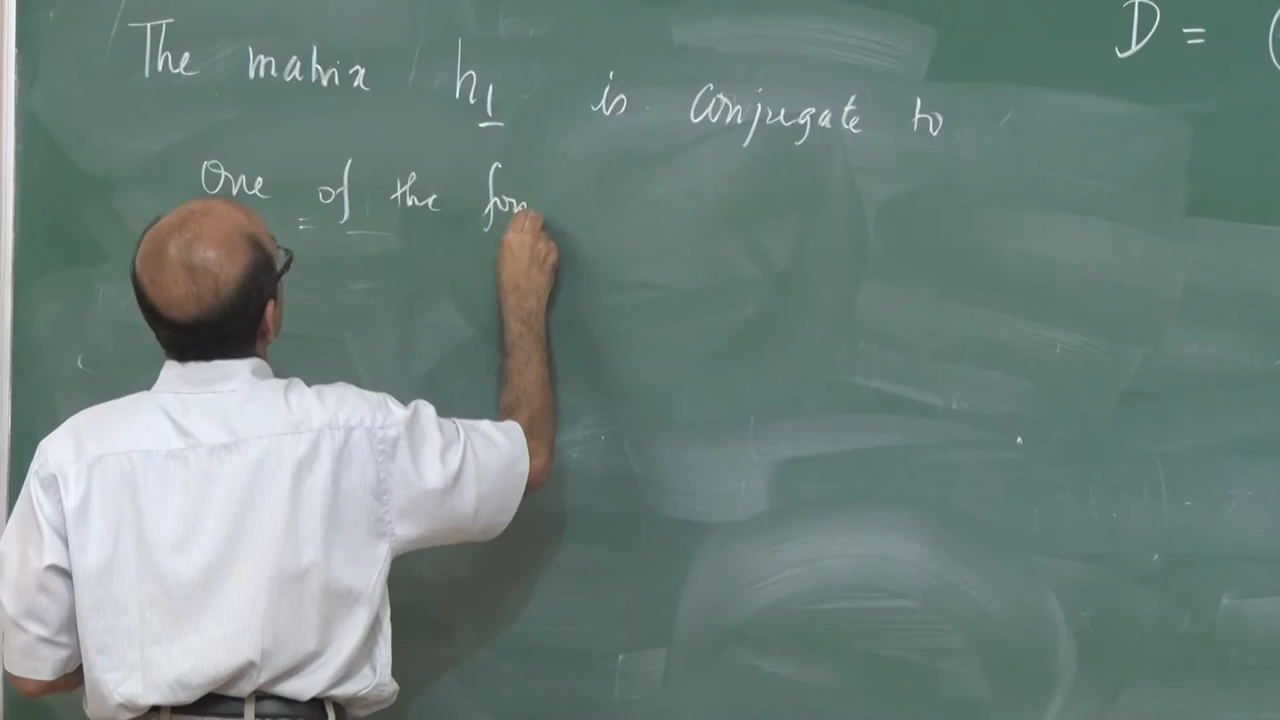 The matrix h₁ is conjugate to
One of the for
D = (